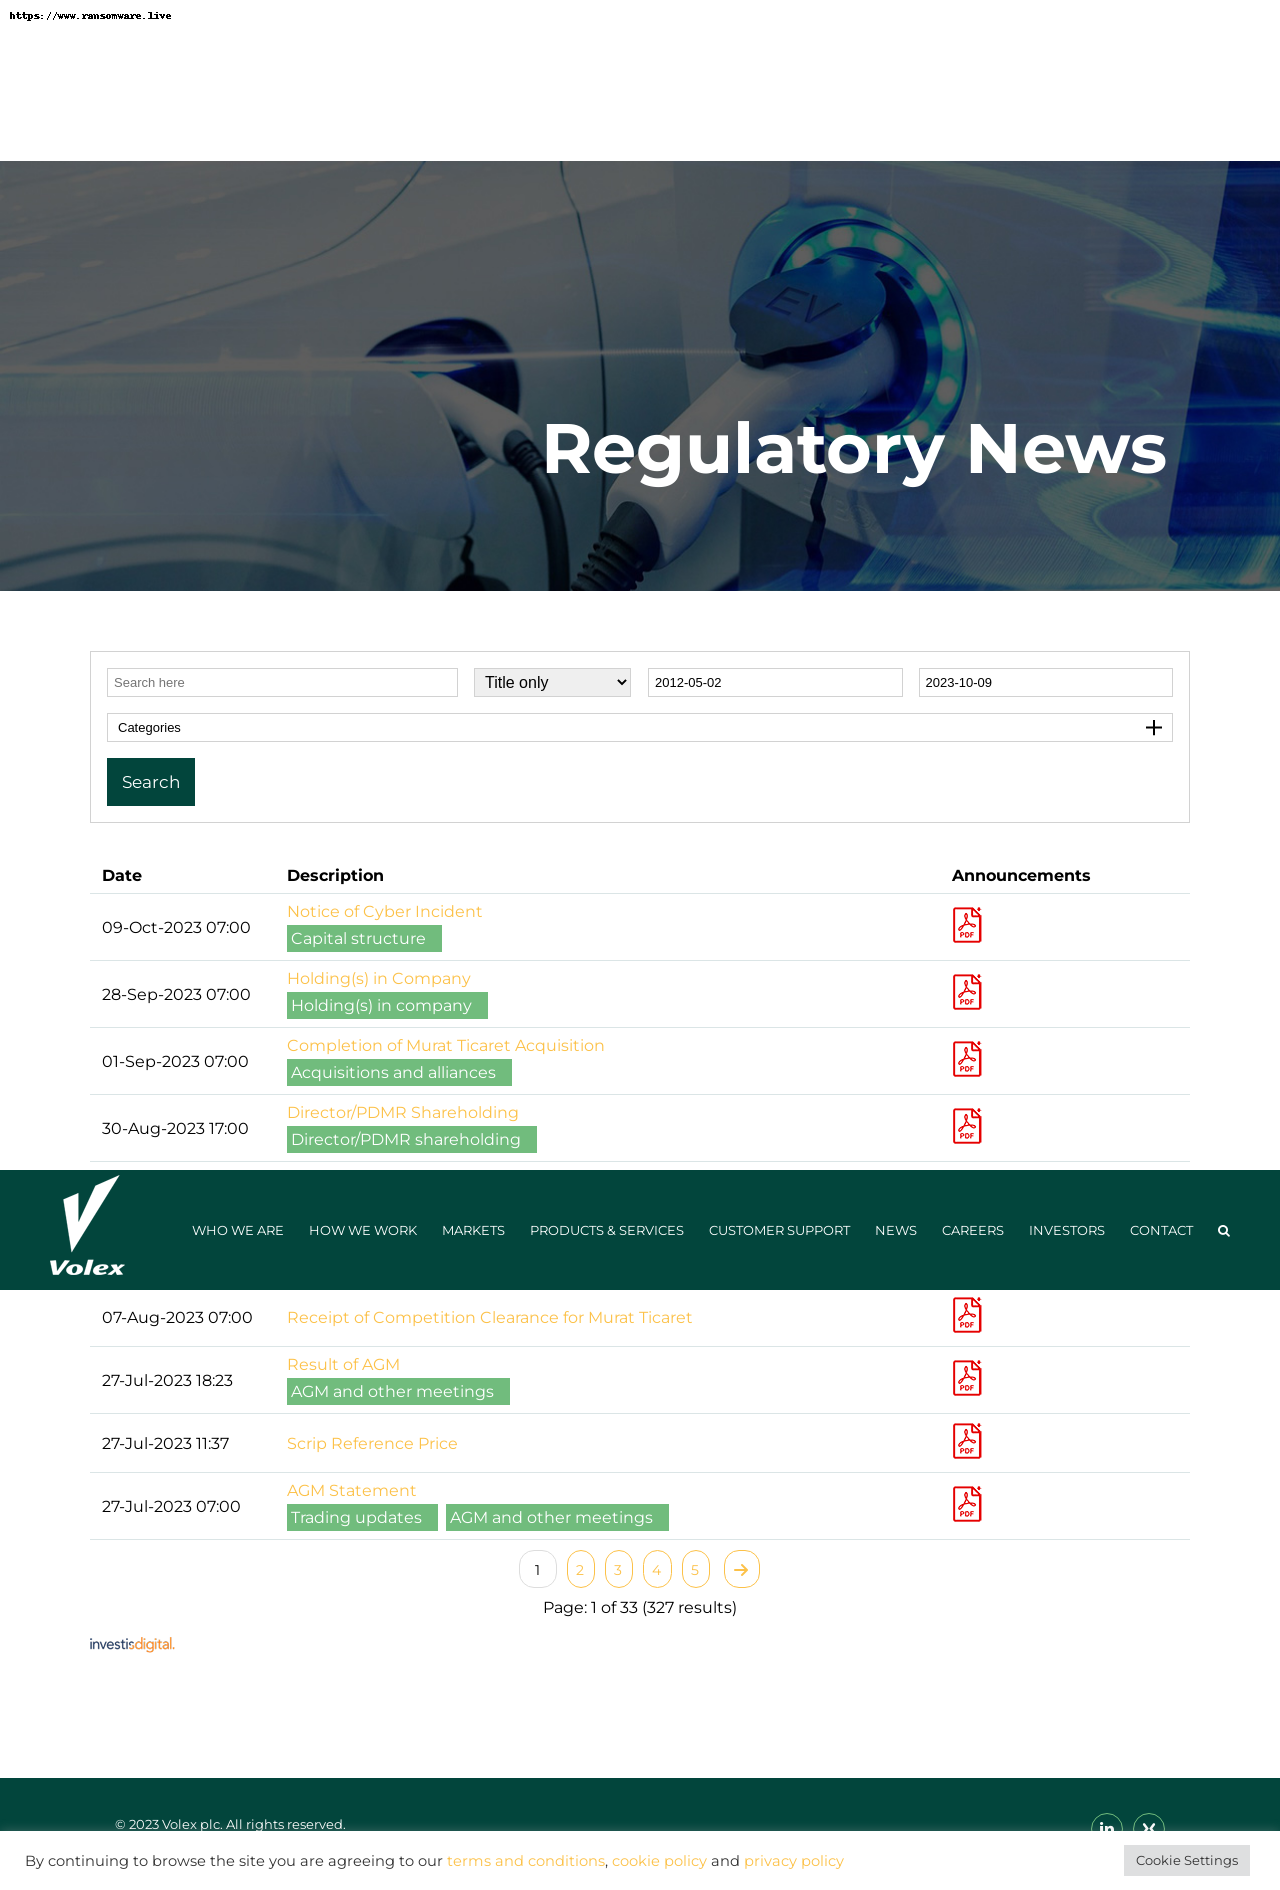 https://www.ransomware.live
EV
Regulatory News
Search here
Title only
2012-05-02
2023-10-09
Categories
Search
Date Description Announcements
09-Oct-2023 07:00
Notice of Cyber Incident
Capital structure
PDF
28-Sep-2023 07:00
Holding(s) in Company
Holding(s) in company
PDF
01-Sep-2023 07:00
Completion of Murat Ticaret Acquisition
Acquisitions and alliances
PDF
30-Aug-2023 17:00
Director/PDMR Shareholding
Director/PDMR shareholding
PDF
Volex
WHO WE ARE HOW WE WORK MARKETS PRODUCTS & SERVICES CUSTOMER SUPPORT NEWS CAREERS INVESTORS CONTACT
07-Aug-2023 07:00
Receipt of Competition Clearance for Murat Ticaret
PDF
27-Jul-2023 18:23
Result of AGM
AGM and other meetings
PDF
27-Jul-2023 11:37
Scrip Reference Price
PDF
27-Jul-2023 07:00
AGM Statement
Trading updates AGM and other meetings
PDF
1 2 3 4 5
Page: 1 of 33 (327 results)
investisdigital.
© 2023 Volex plc. All rights reserved.
in
By continuing to browse the site you are agreeing to our terms and conditions, cookie policy and privacy policy
Cookie Settings